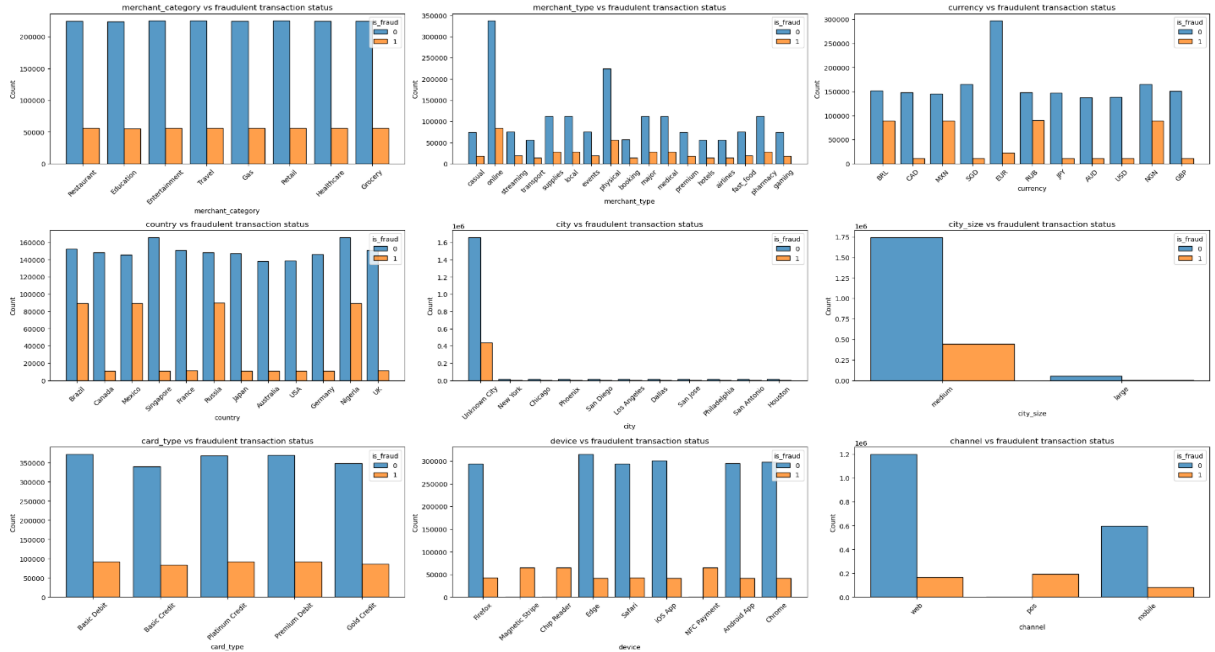 merchant_category vs fraudulent transaction status
is_fraud
0
1
Count
200000
150000
100000
50000
0
Restaurant
Education
Entertainment
Travel
Gas
Retail
Healthcare
Grocery
merchant_category
merchant_type vs fraudulent transaction status
is_fraud
0
1
Count
350000
300000
250000
200000
150000
100000
50000
0
casual
online
streaming
transport
supplies
local
events
physical
booking
major
medical
premium
hotels
airlines
fast_food
pharmacy
gaming
merchant_type
currency vs fraudulent transaction status
is_fraud
0
1
Count
300000
250000
200000
150000
100000
50000
0
BRL
CAD
MXN
SGD
EUR
RUB
JPY
AUD
USD
NGN
GBP
currency
country vs fraudulent transaction status
is_fraud
0
1
Count
160000
140000
120000
100000
80000
60000
40000
20000
0
Brazil
Canada
Mexico
Singapore
France
Russia
Japan
Australia
USA
Germany
Nigeria
UK
country
city vs fraudulent transaction status
1e6
is_fraud
0
1
Count
1.6
1.4
1.2
1.0
0.8
0.6
0.4
0.2
0.0
Unknown City
New York
Chicago
Phoenix
San Diego
Los Angeles
Dallas
San Jose
Philadelphia
San Antonio
Houston
city
city_size vs fraudulent transaction status
1e6
is_fraud
0
1
Count
1.75
1.50
1.25
1.00
0.75
0.50
0.25
0.00
medium
large
city_size
card_type vs fraudulent transaction status
is_fraud
0
1
Count
350000
300000
250000
200000
150000
100000
50000
0
Basic Debit
Basic Credit
Platinum Credit
Premium Debit
Gold Credit
card_type
device vs fraudulent transaction status
is_fraud
0
1
Count
300000
250000
200000
150000
100000
50000
0
Firefox
Magnetic Stripe
Chip Reader
Edge
Safari
iOS App
NFC Payment
Android App
Chrome
device
channel vs fraudulent transaction status
1e6
is_fraud
0
1
Count
1.2
1.0
0.8
0.6
0.4
0.2
0.0
web
pos
mobile
channel